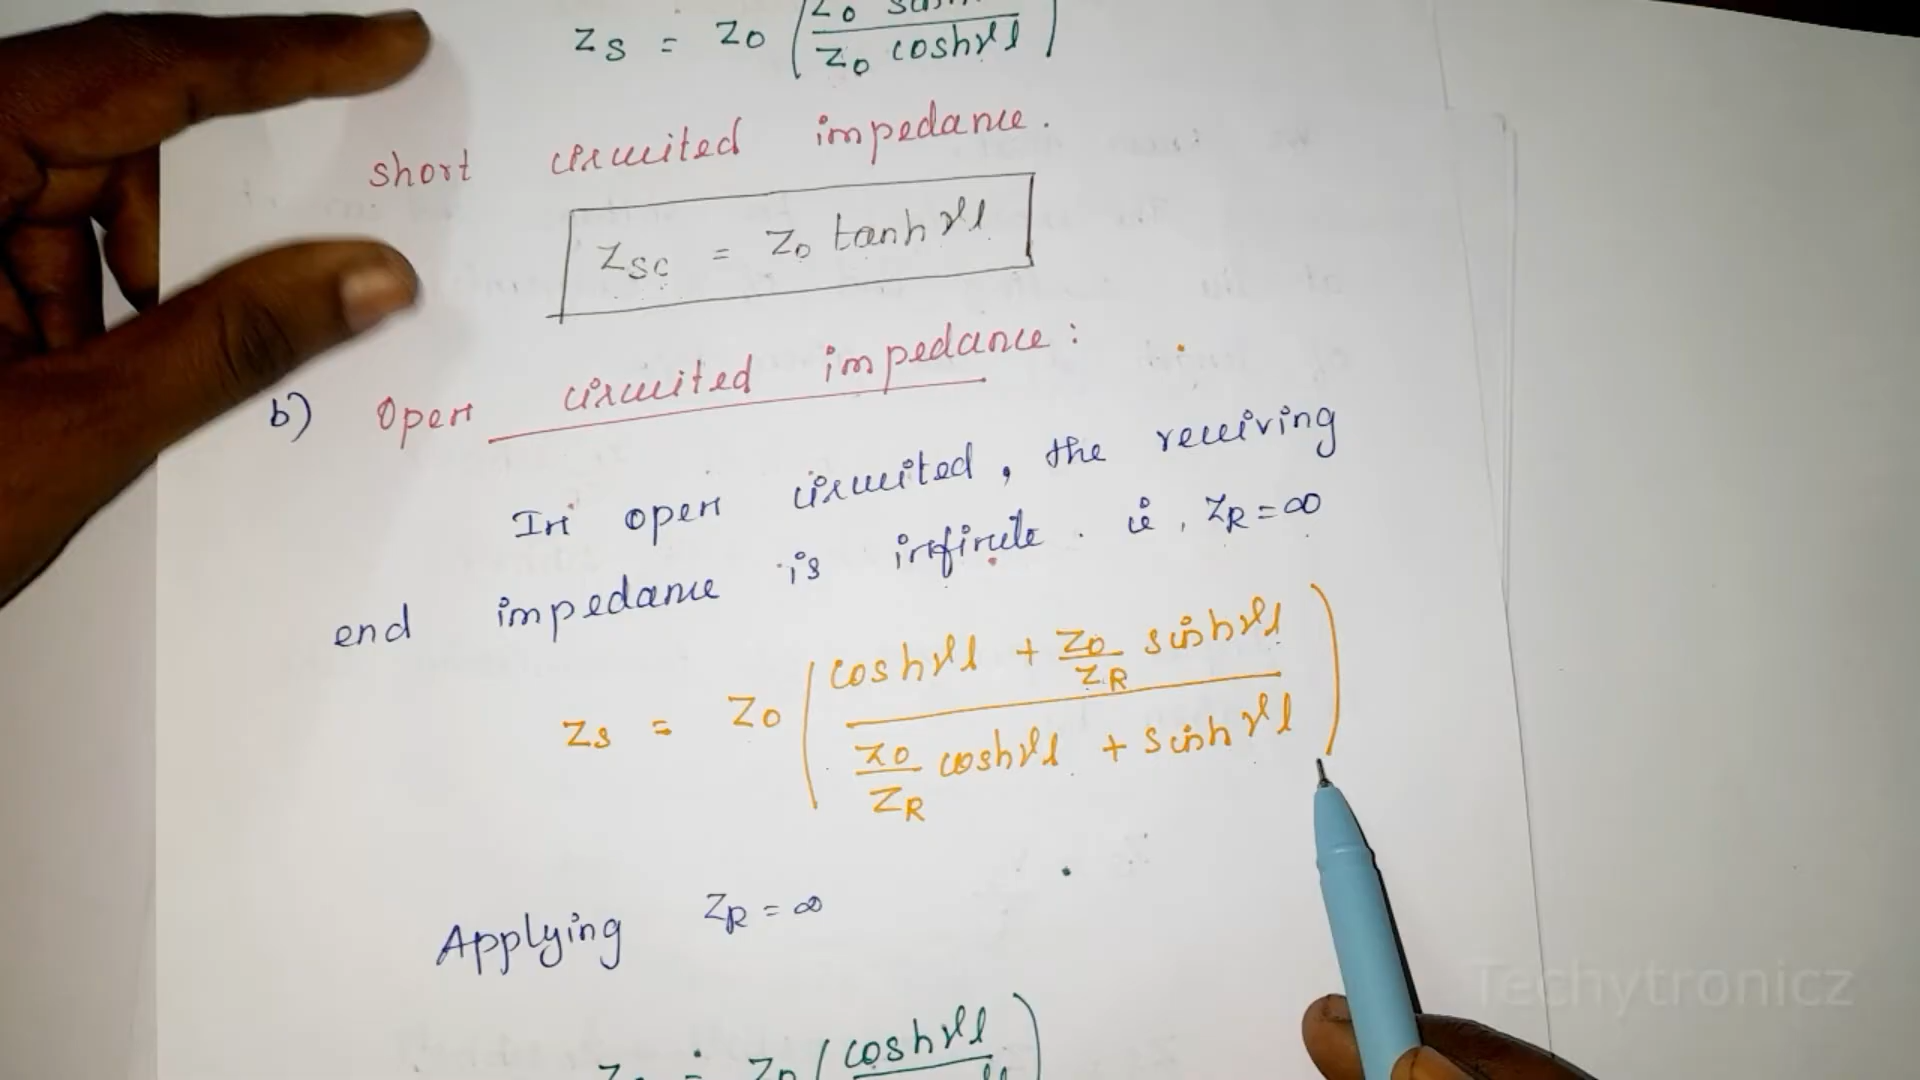 Zs = Z0 (Z0 / Z0 coshγl)
short circuited impedance.
Zsc = Z0 tanhγl
b) Open circuited impedance:
In open circuited, the receiving
end impedance is infinite. ie, ZR = ∞
Zs = Z0 (coshγl + Z0/ZR sinhγl / Z0/ZR coshγl + sinhγl)
Applying ZR = ∞
= Z0 (coshγl
Techytronicz